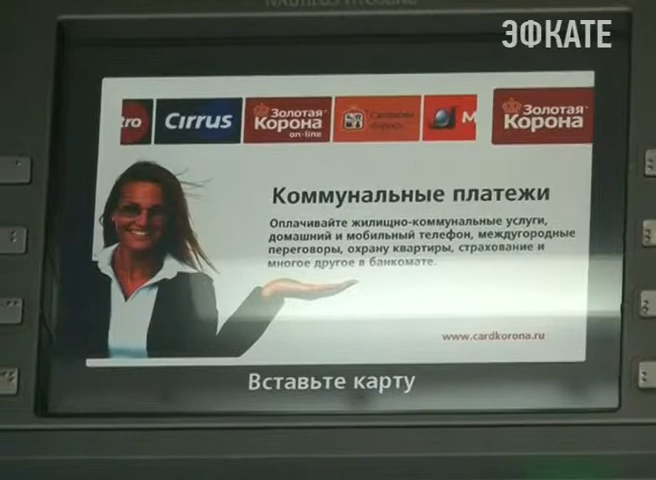 ЭФКАТЕ
tro
Cirrus
Золотая
Корона
on-line
M
Золотая
Корона
Коммунальные платежи
Оплачивайте жилищно-коммунальные услуги,
домашний и мобильный телефон, междугородные
переговоры, охрану квартиры, страхование и
многое другое в банкомате.
www.cardkorona.ru
Вставьте карту